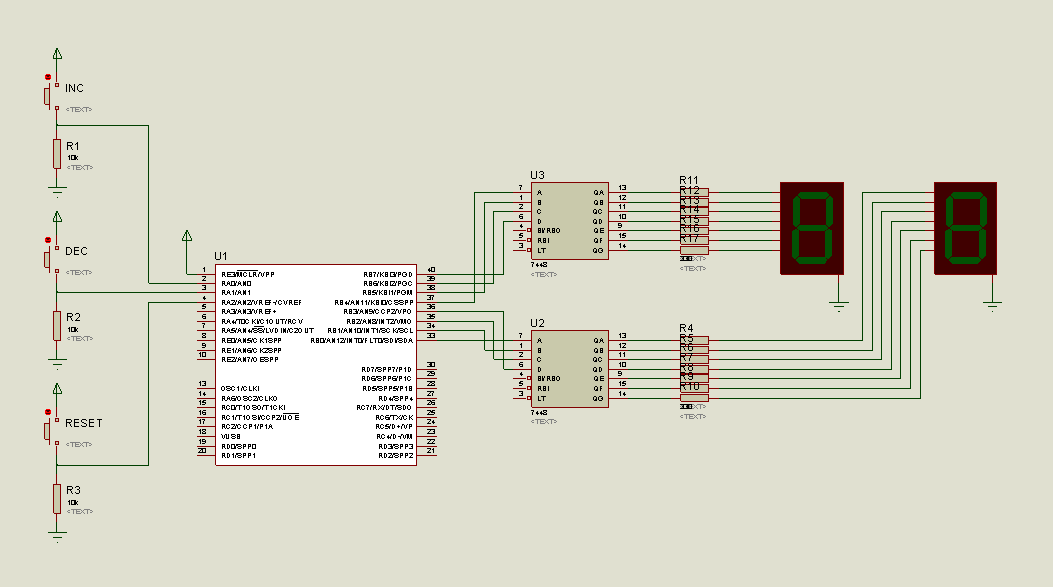 INC
<TEXT>
R1
10k
<TEXT>
DEC
<TEXT>
R2
10k
<TEXT>
RESET
<TEXT>
R3
10k
<TEXT>
U1
1 RE3/MCLR/VPP
2 RA0/AN0
3 RA1/AN1
4 RA2/AN2/VREF-/CVREF
5 RA3/AN3/VREF+
6 RA4/T0CKI/C1OUT/RCV
7 RA5/AN4/SS/LVDIN/C2OUT
8 RE0/AN5/CK1SPP
9 RE1/AN6/CK2SPP
10 RE2/AN7/OESPP
13 OSC1/CLKI
14 RA6/OSC2/CLKO
15 RC0/T1OSO/T1CKI
16 RC1/T1OSI/CCP2/UOE
17 RC2/CCP1/P1A
18 VUSB
19 RD0/SPP0
20 RD1/SPP1
RB7/KBI3/PGD 40
RB6/KBI2/PGC 39
RB5/KBI1/PGM 38
RB4/AN11/KBI0/CSSPP 37
RB3/AN9/CCP2/VPO 36
RB2/AN8/INT2/VMO 35
RB1/AN10/INT1/SCK/SCL 34
RB0/AN12/INT0/FLT0/SDI/SDA 33
RD7/SPP7/P1D 30
RD6/SPP6/P1C 29
RD5/SPP5/P1B 28
RD4/SPP4 27
RC7/RX/DT/SDO 26
RC6/TX/CK 25
RC5/D+/VP 24
RC4/D-/VM 23
RD3/SPP3 22
RD2/SPP2 21
U3
7 A QA 13
1 B QB 12
2 C QC 11
6 D QD 10
4 BI/RBO QE 9
5 RBI QF 15
3 LT QG 14
7448
<TEXT>
R11
R12
R13
R14
R15
R16
R17
330
<TEXT>
U2
7 A QA 13
1 B QB 12
2 C QC 11
6 D QD 10
4 BI/RBO QE 9
5 RBI QF 15
3 LT QG 14
7448
<TEXT>
R4
R5
R6
R7
R8
R9
R10
330
<TEXT>